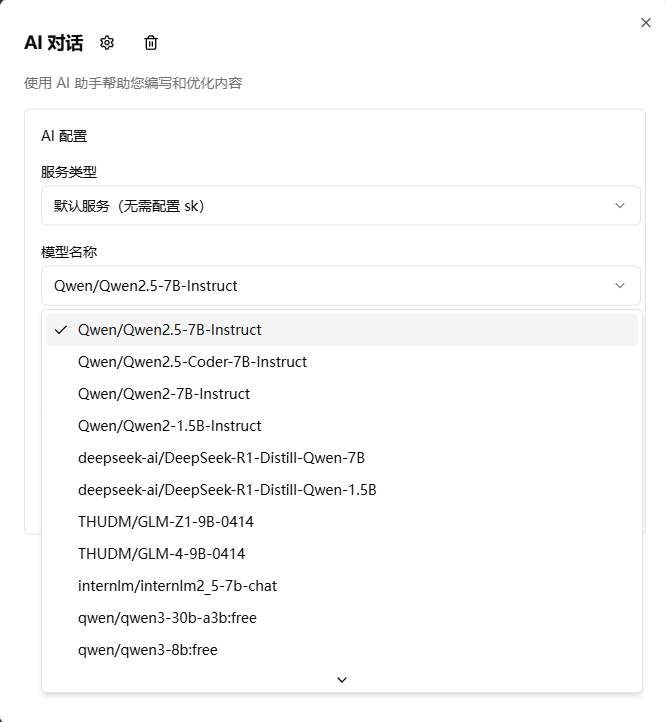 AI 对话
使用 AI 助手帮助您编写和优化内容
AI 配置
服务类型
默认服务（无需配置 sk）
模型名称
Qwen/Qwen2.5-7B-Instruct
Qwen/Qwen2.5-7B-Instruct
Qwen/Qwen2.5-Coder-7B-Instruct
Qwen/Qwen2-7B-Instruct
Qwen/Qwen2-1.5B-Instruct
deepseek-ai/DeepSeek-R1-Distill-Qwen-7B
deepseek-ai/DeepSeek-R1-Distill-Qwen-1.5B
THUDM/GLM-Z1-9B-0414
THUDM/GLM-4-9B-0414
internlm/internlm2_5-7b-chat
qwen/qwen3-30b-a3b:free
qwen/qwen3-8b:free